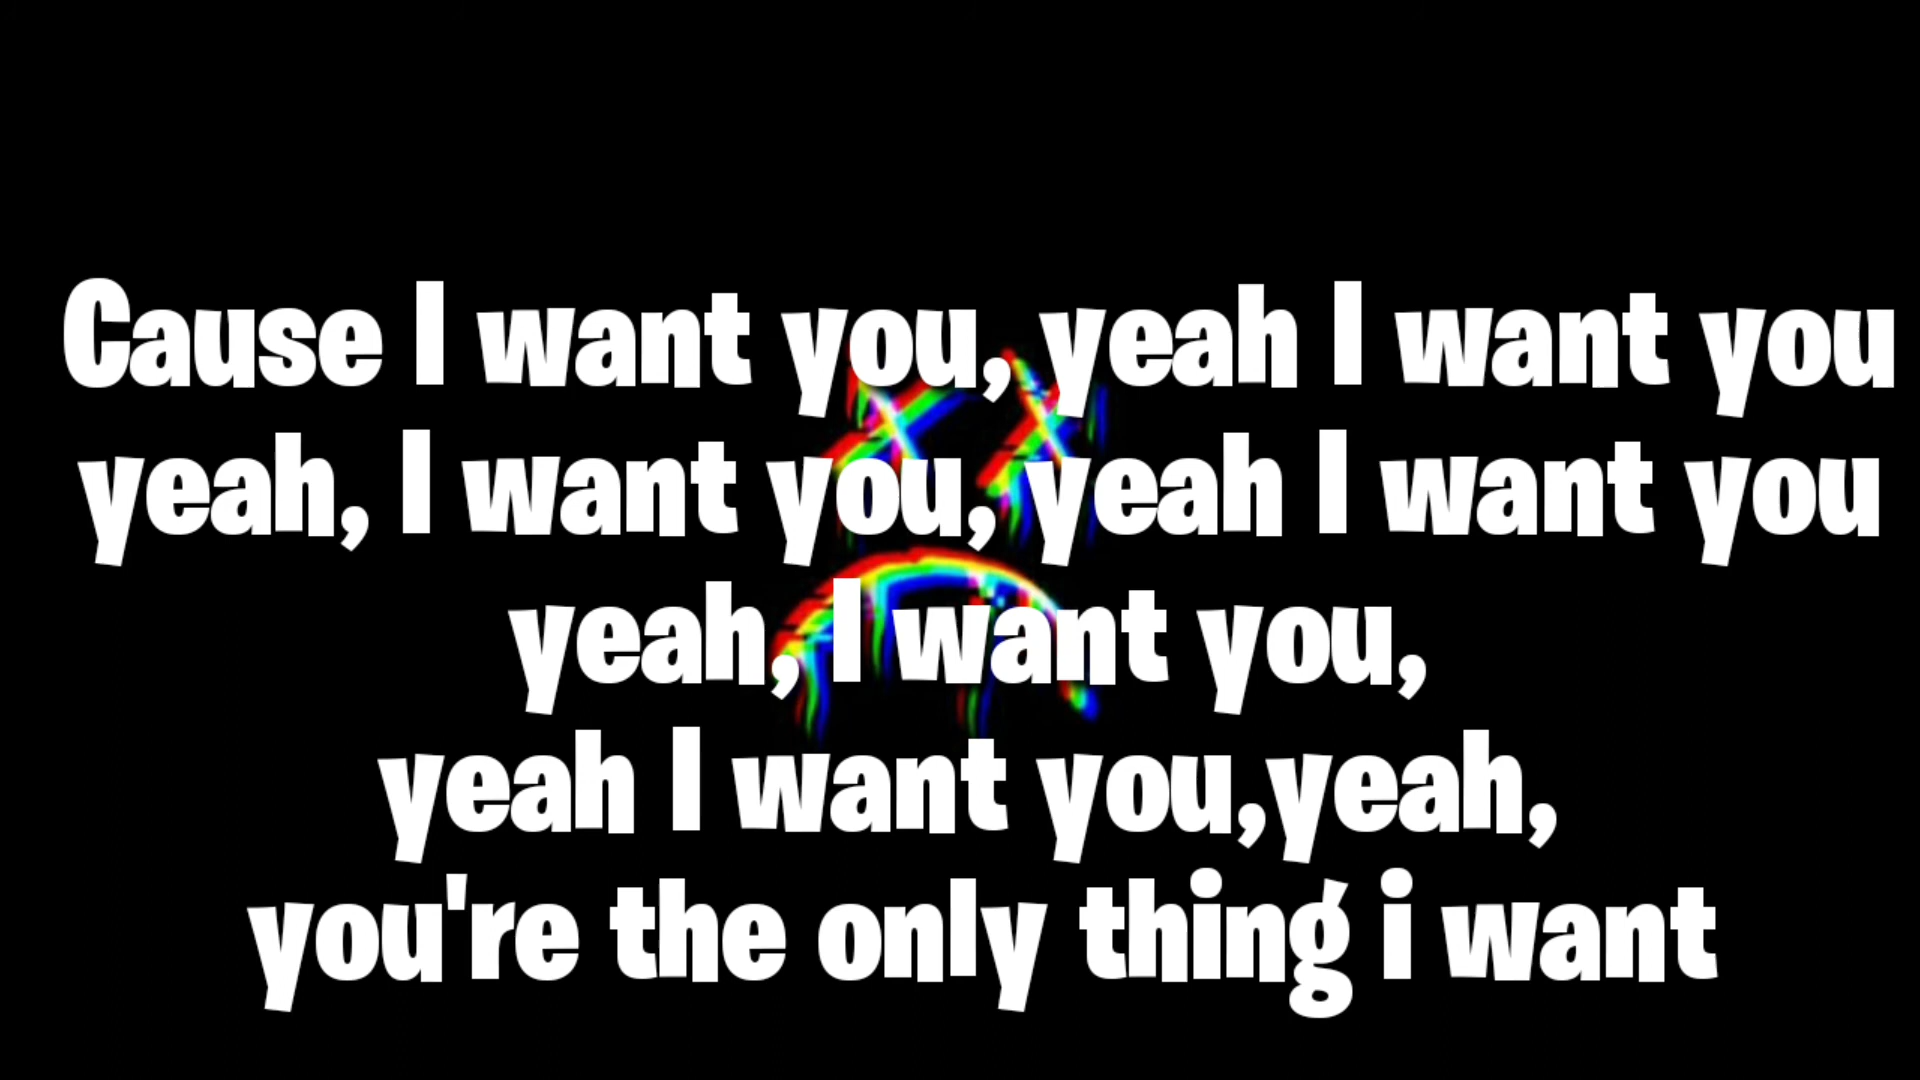 Cause I want you, yeah I want you
yeah, I want you, yeah I want you
yeah, I want you,
yeah I want you,yeah,
you're the only thing i want